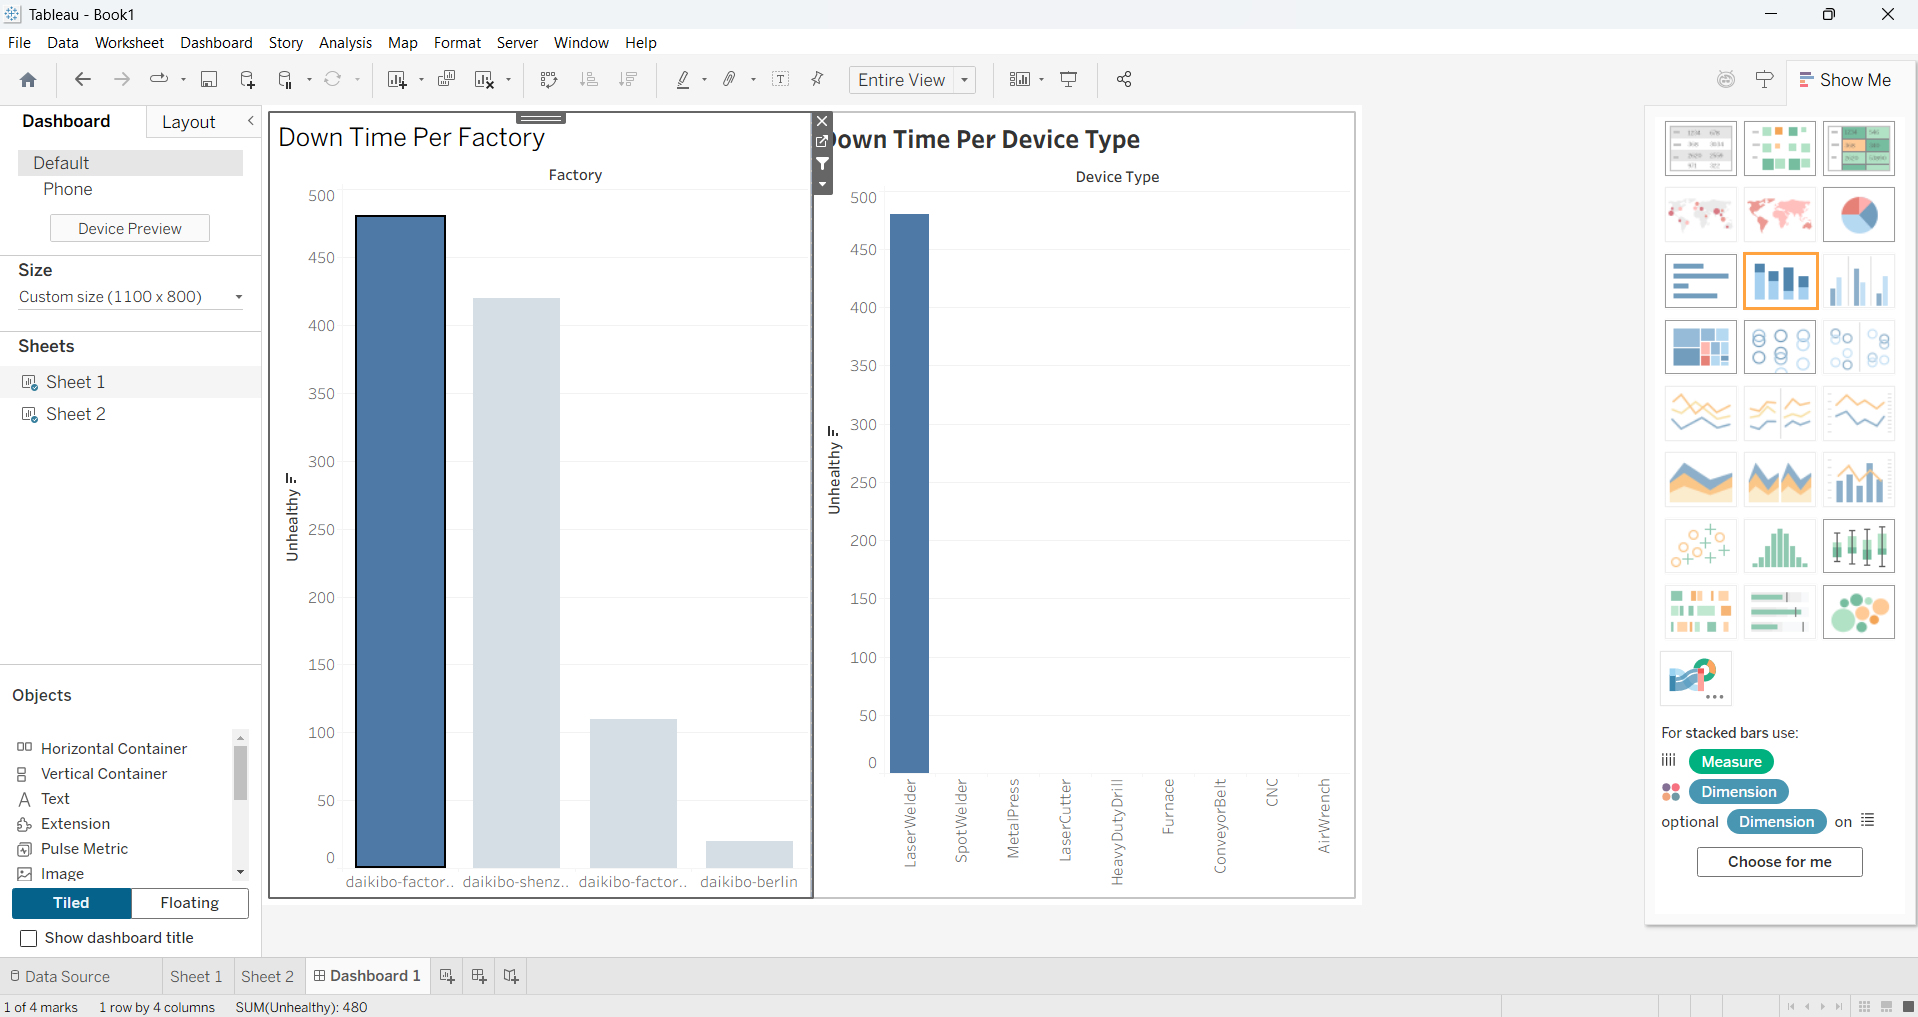 Tableau - Book1
File Data Worksheet Dashboard Story Analysis Map Format Server Window Help
Entire View
Show Me
Dashboard
Layout
Default
Phone
Device Preview
Size
Custom size (1100 x 800)
Sheets
Sheet 1
Sheet 2
Objects
Horizontal Container
Vertical Container
Text
Extension
Pulse Metric
Image
Tiled
Floating
Show dashboard title
Down Time Per Factory
Factory
500
450
400
350
300
250
200
150
100
50
0
Unhealthy
daikibo-factor..
daikibo-shenz..
daikibo-factor..
daikibo-berlin
own Time Per Device Type
Device Type
500
450
400
350
300
250
200
150
100
50
0
Unhealthy
LaserWelder
SpotWelder
MetalPress
LaserCutter
HeavyDutyDrill
Furnace
ConveyorBelt
CNC
AirWrench
For stacked bars use:
Measure
Dimension
optional Dimension on
Choose for me
Data Source
Sheet 1
Sheet 2
Dashboard 1
1 of 4 marks 1 row by 4 columns SUM(Unhealthy): 480